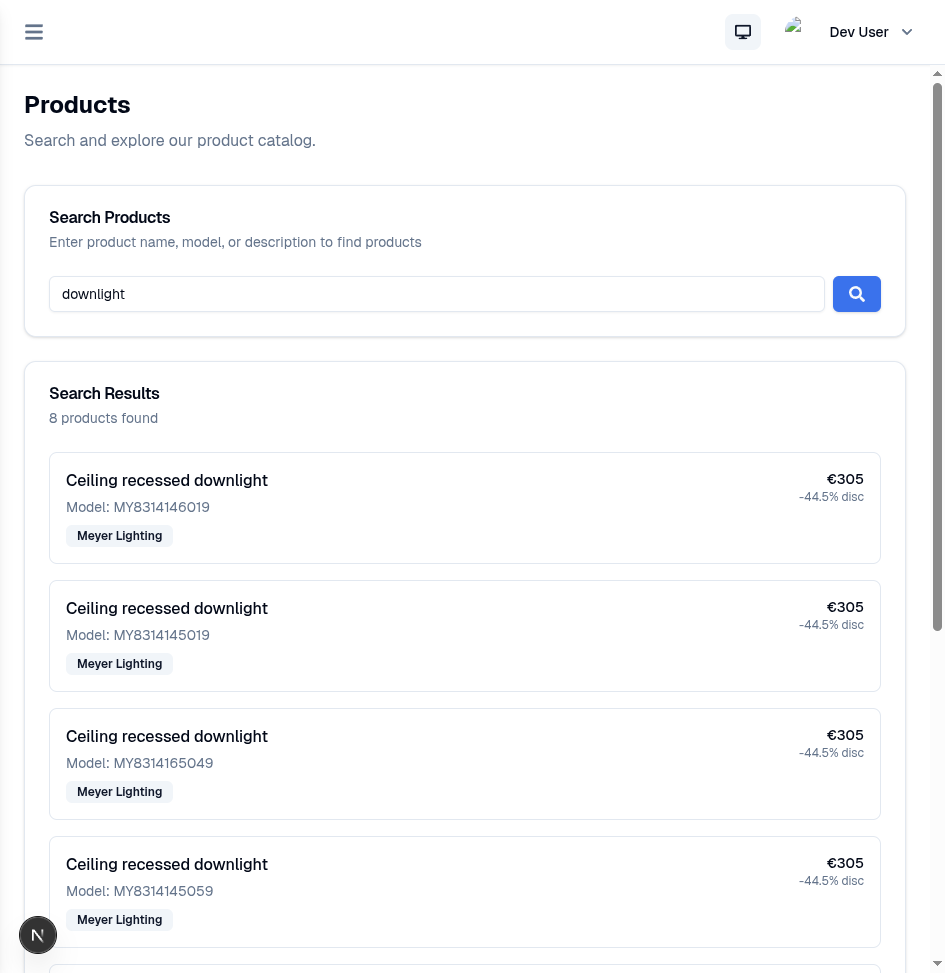 Dev User
Products
Search and explore our product catalog.
Search Products
Enter product name, model, or description to find products
downlight
Search Results
8 products found
Ceiling recessed downlight
€305
-44.5% disc
Model: MY8314146019
Meyer Lighting
Ceiling recessed downlight
€305
-44.5% disc
Model: MY8314145019
Meyer Lighting
Ceiling recessed downlight
€305
-44.5% disc
Model: MY8314165049
Meyer Lighting
Ceiling recessed downlight
€305
-44.5% disc
Model: MY8314145059
Meyer Lighting
N